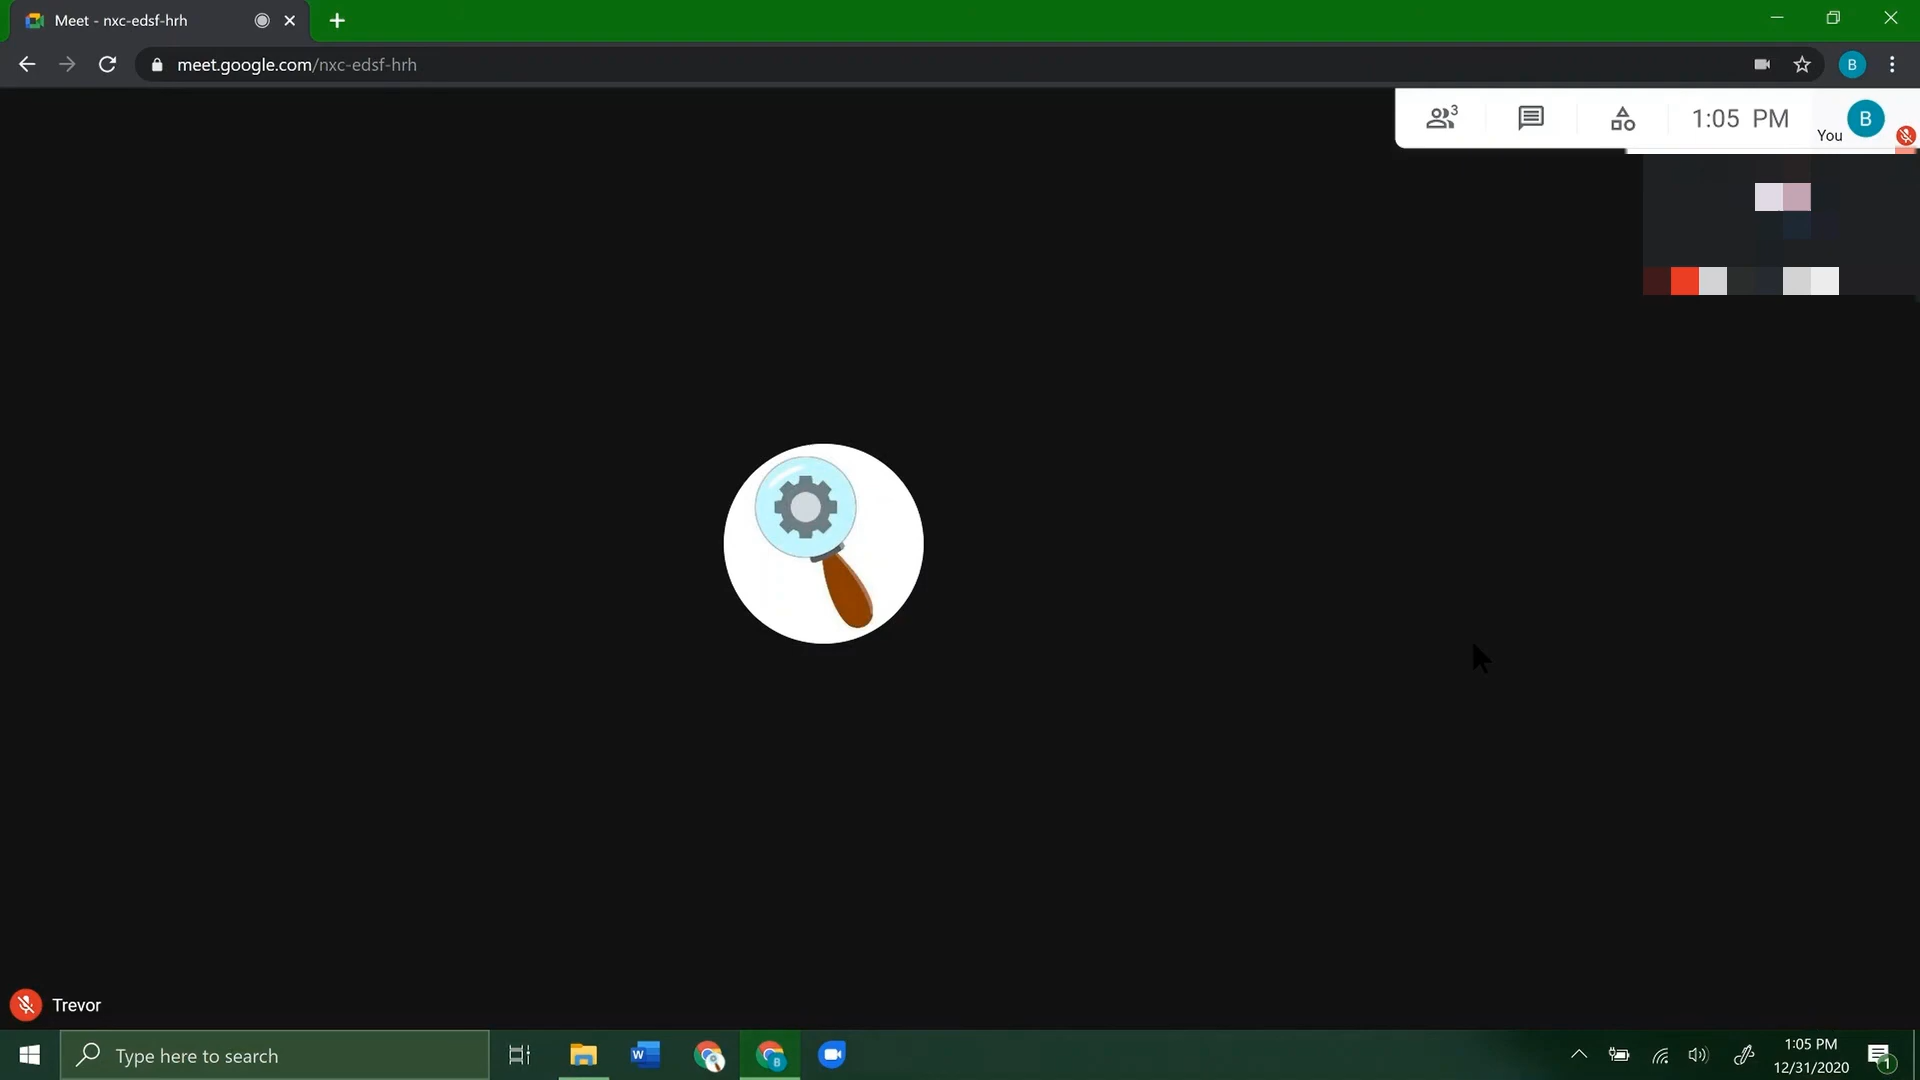 Meet - nxc-edsf-hrh
meet.google.com/nxc-edsf-hrh
B
3
1:05 PM
You
B
Trevor
Type here to search
W
B
1:05 PM
12/31/2020
1